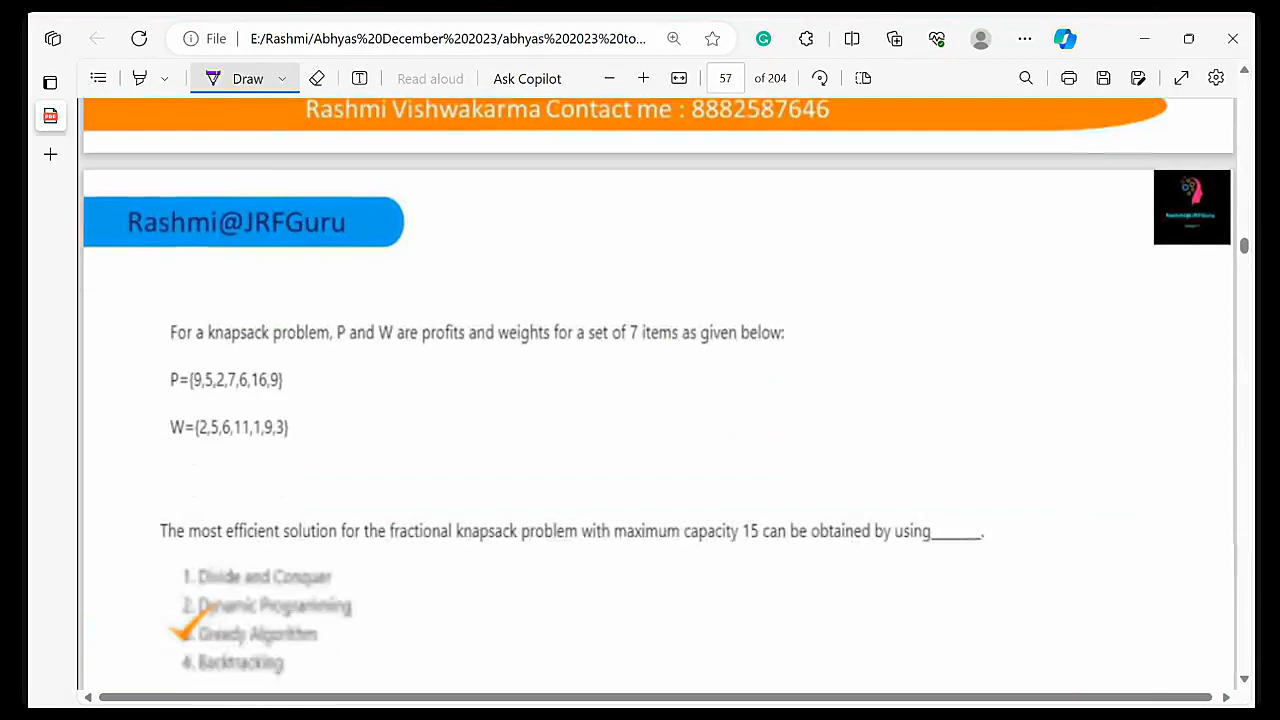 File
E:/Rashmi/Abhyas%20December%202023/abhyas%202023%20to...
Draw
Read aloud
Ask Copilot
57
of 204
Rashmi Vishwakarma Contact me : 8882587646
Rashmi@JRFGuru
For a knapsack problem, P and W are profits and weights for a set of 7 items as given below:
P={9,5,2,7,6,16,9}
W={2,5,6,11,1,9,3}
The most efficient solution for the fractional knapsack problem with maximum capacity 15 can be obtained by using______.
1. Divide and Conquer
2. Dynamic Programming
Greedy Algorithm
4. Backtracking